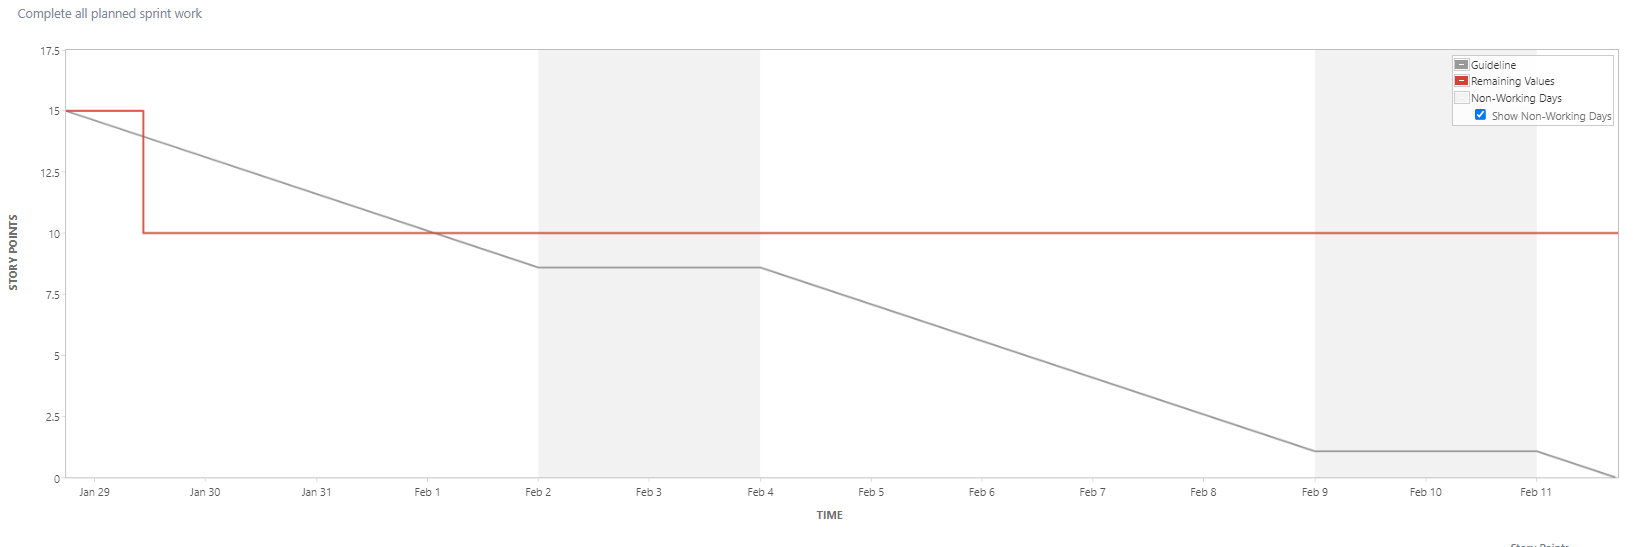 Complete all planned sprint work
17.5
15
12.5
10
7.5
5
2.5
0
STORY POINTS
Guideline
Remaining Values
Non-Working Days
Show Non-Working Days
Jan 29 Jan 30 Jan 31 Feb 1 Feb 2 Feb 3 Feb 4 Feb 5 Feb 6 Feb 7 Feb 8 Feb 9 Feb 10 Feb 11
TIME
Story Points